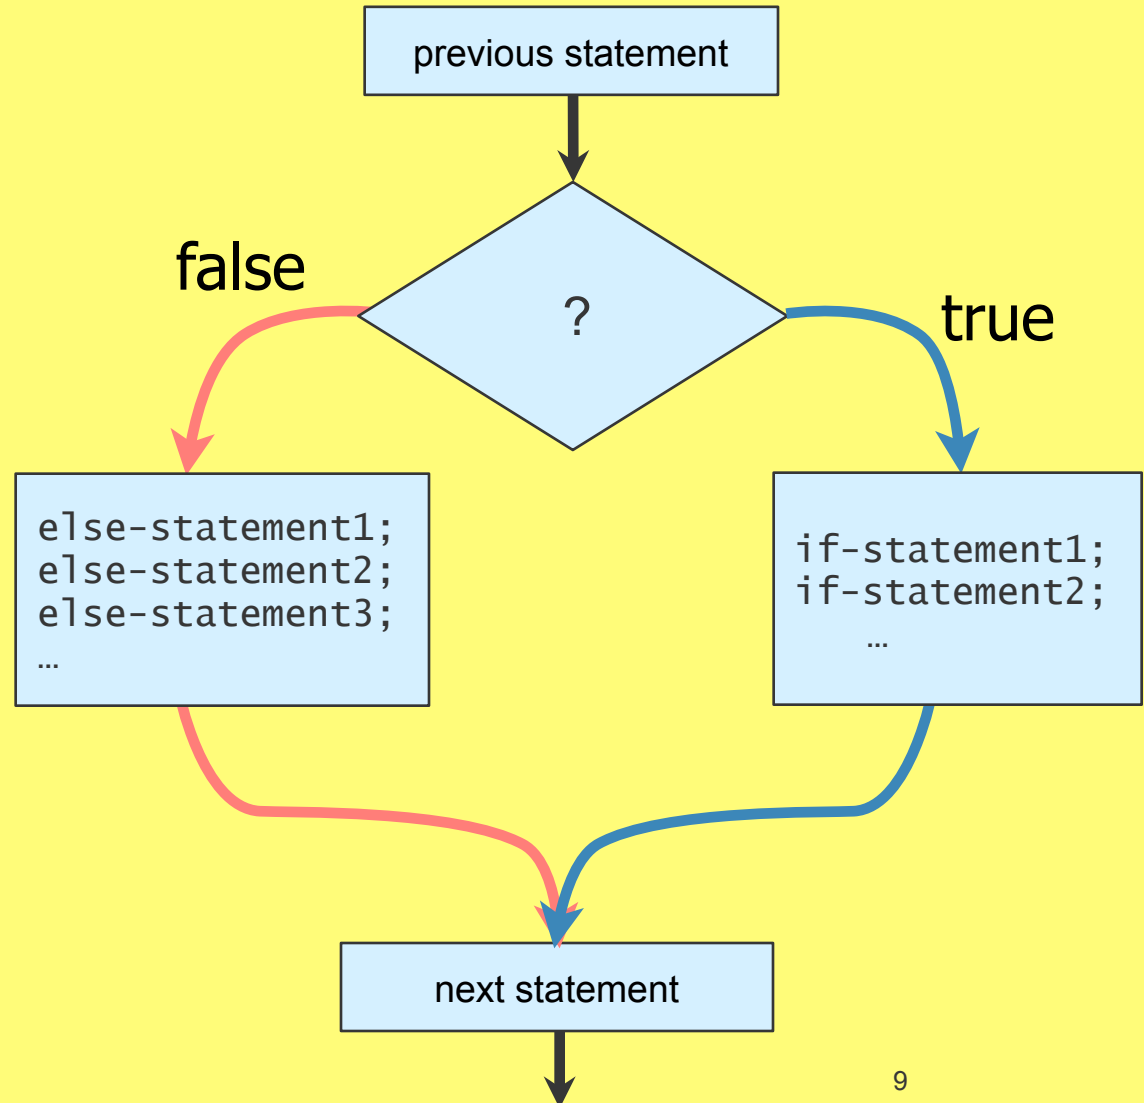 previous statement
false
?
true
else-statement1;
else-statement2;
else-statement3;
…
if-statement1;
if-statement2;
…
next statement
9